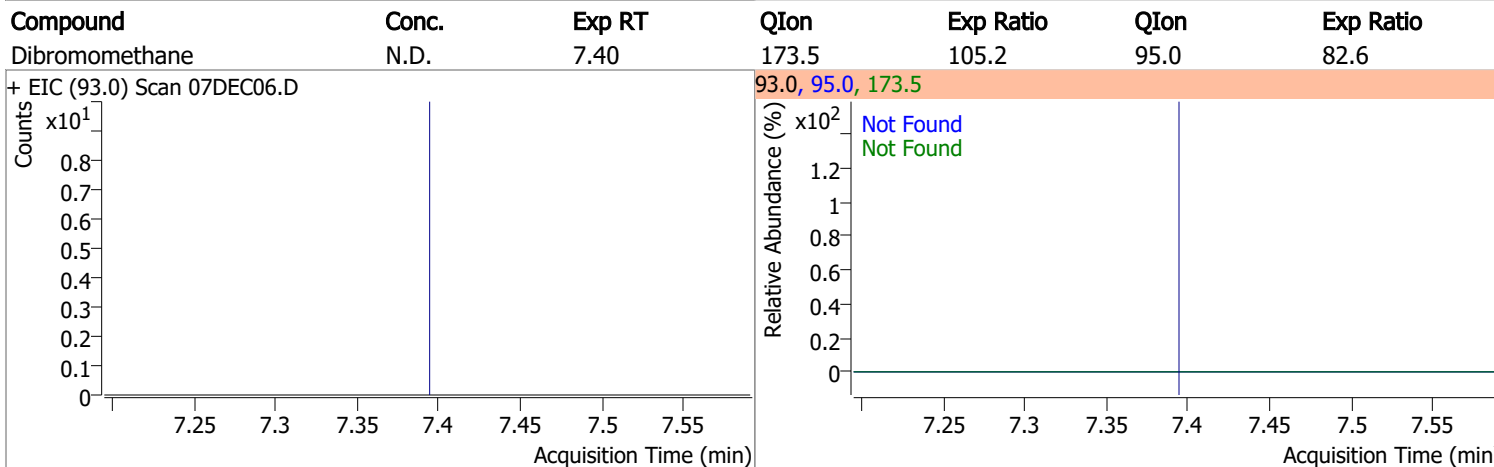 Compound Conc. Exp RT QIon Exp Ratio QIon Exp Ratio
Dibromomethane N.D. 7.40 173.5 105.2 95.0 82.6
+ EIC (93.0) Scan 07DEC06.D
Counts
x10¹
0.8
0.7
0.6
0.5
0.4
0.3
0.2
0.1
0
7.25 7.3 7.35 7.4 7.45 7.5 7.55
Acquisition Time (min)
93.0, 95.0, 173.5
Relative Abundance (%)
x10²
Not Found
Not Found
1.2
1
0.8
0.6
0.4
0.2
0
7.25 7.3 7.35 7.4 7.45 7.5 7.55
Acquisition Time (min